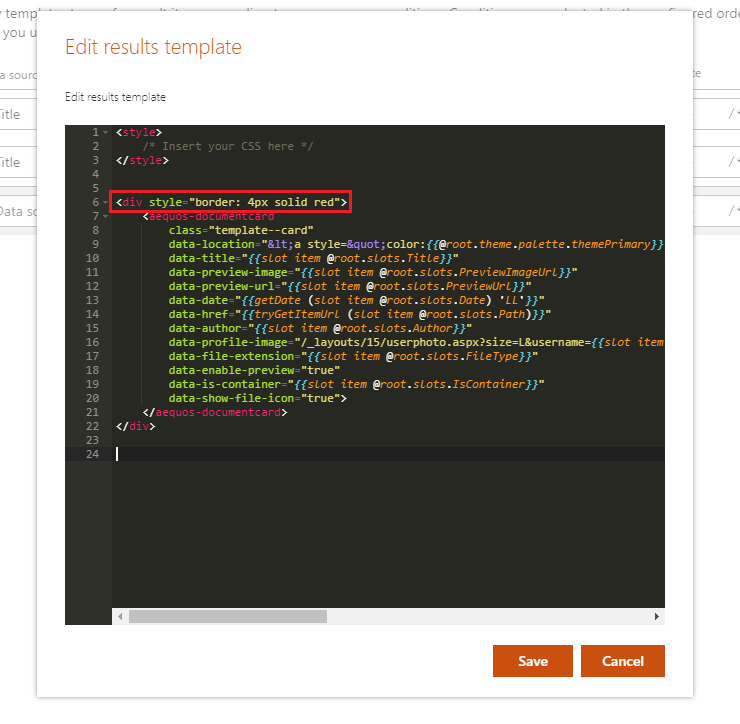 Edit results template
Edit results template
1 <style>
2 /* Insert your CSS here */
3 </style>
4
5
6 <div style="border: 4px solid red">
7 <aequos-documentcard
8 class="template--card"
9 data-location="&lt;a style=&quot;color:{{@root.theme.palette.themePrimary}}
10 data-title="{{slot item @root.slots.Title}}"
11 data-preview-image="{{slot item @root.slots.PreviewImageUrl}}"
12 data-preview-url="{{slot item @root.slots.PreviewUrl}}"
13 data-date="{{getDate (slot item @root.slots.Date) 'LL'}}"
14 data-href="{{tryGetItemUrl (slot item @root.slots.Path)}}"
15 data-author="{{slot item @root.slots.Author}}"
16 data-profile-image="/_layouts/15/userphoto.aspx?size=L&username={{slot item
17 data-file-extension="{{slot item @root.slots.FileType}}"
18 data-enable-preview="true"
19 data-is-container="{{slot item @root.slots.IsContainer}}"
20 data-show-file-icon="true">
21 </aequos-documentcard>
22 </div>
23
24
Save Cancel